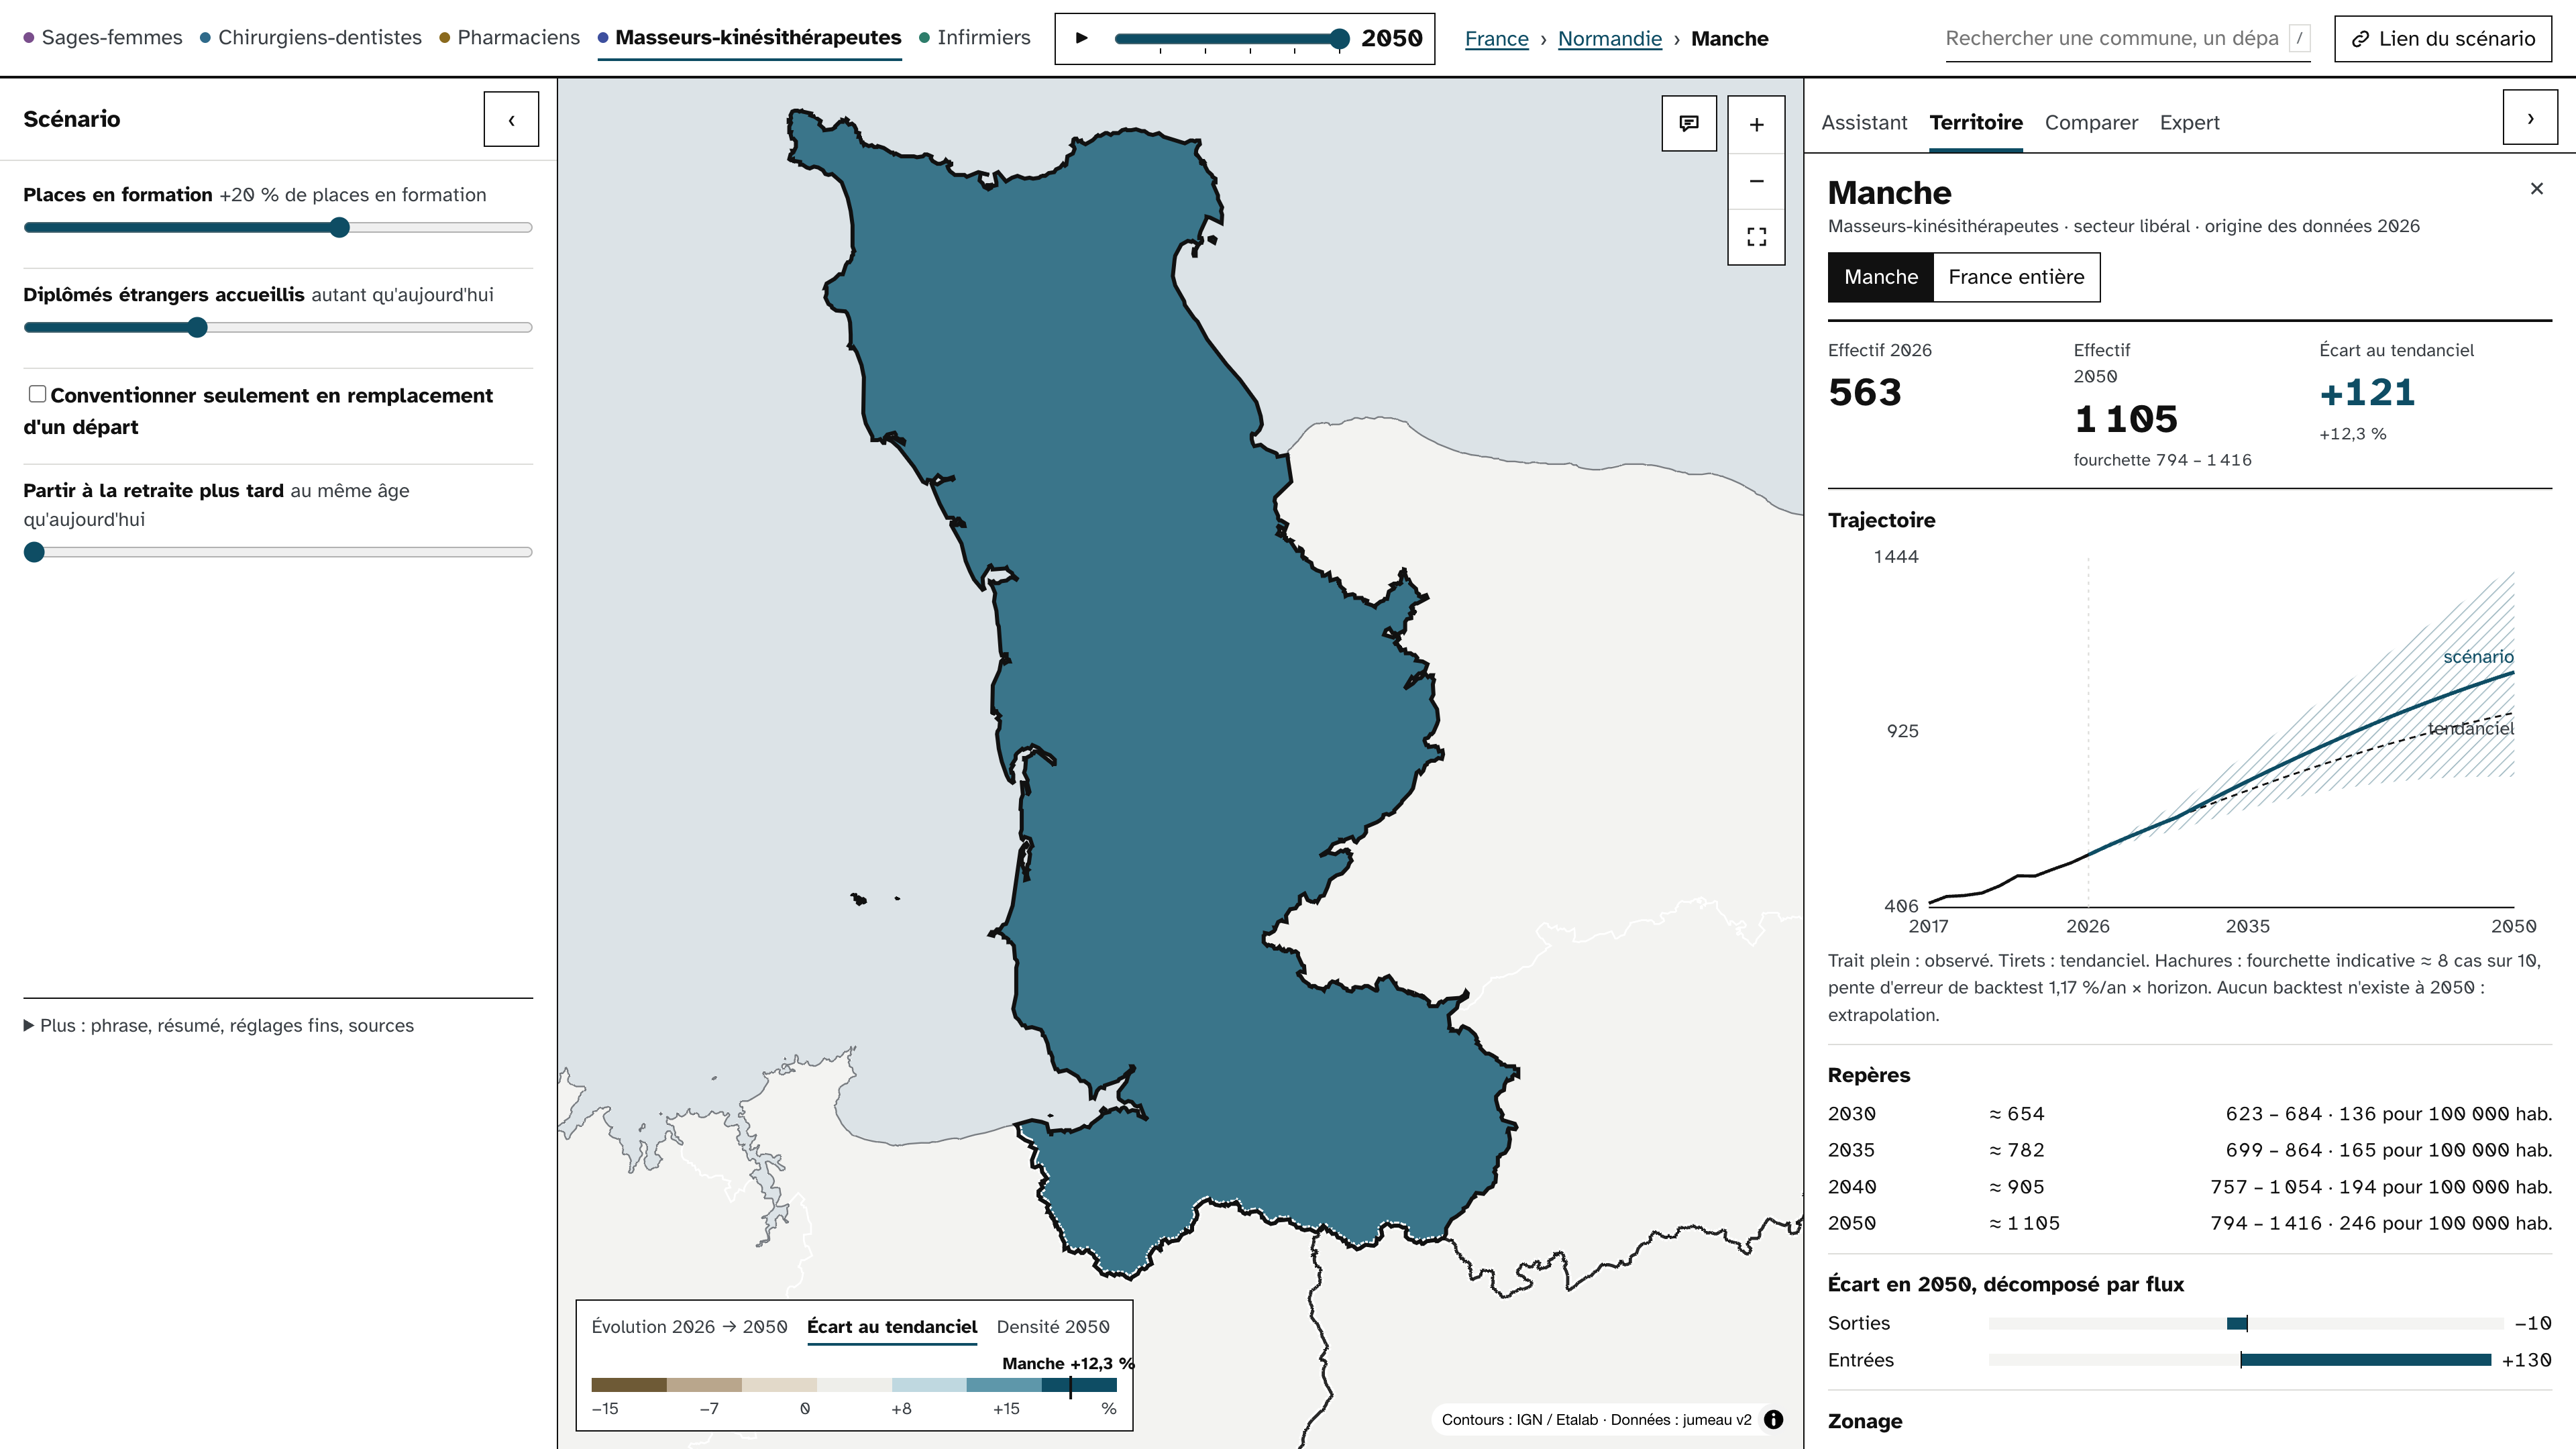 Sages-femmes Chirurgiens-dentistes Pharmaciens Masseurs-kinésithérapeutes Infirmiers
2050
France › Normandie › Manche
Rechercher une commune, un dépa /
Lien du scénario
Scénario
Places en formation +20 % de places en formation
Diplômés étrangers accueillis autant qu'aujourd'hui
Conventionner seulement en remplacement
d'un départ
Partir à la retraite plus tard au même âge
qu'aujourd'hui
Plus : phrase, résumé, réglages fins, sources
Évolution 2026 → 2050 Écart au tendanciel Densité 2050
Manche +12,3 %
−15 −7 0 +8 +15 %
Contours : IGN / Etalab · Données : jumeau v2
Assistant Territoire Comparer Expert
Manche
Masseurs-kinésithérapeutes · secteur libéral · origine des données 2026
Manche France entière
Effectif 2026
563
Effectif
2050
1 105
fourchette 794 – 1 416
Écart au tendanciel
+121
+12,3 %
Trajectoire
1444
925
406
scénario
tendanciel
2017 2026 2035 2050
Trait plein : observé. Tirets : tendanciel. Hachures : fourchette indicative ≈ 8 cas sur 10,
pente d'erreur de backtest 1,17 %/an × horizon. Aucun backtest n'existe à 2050 :
extrapolation.
Repères
2030 ≈ 654 623 – 684 · 136 pour 100 000 hab.
2035 ≈ 782 699 – 864 · 165 pour 100 000 hab.
2040 ≈ 905 757 – 1 054 · 194 pour 100 000 hab.
2050 ≈ 1 105 794 – 1 416 · 246 pour 100 000 hab.
Écart en 2050, décomposé par flux
Sorties −10
Entrées +130
Zonage